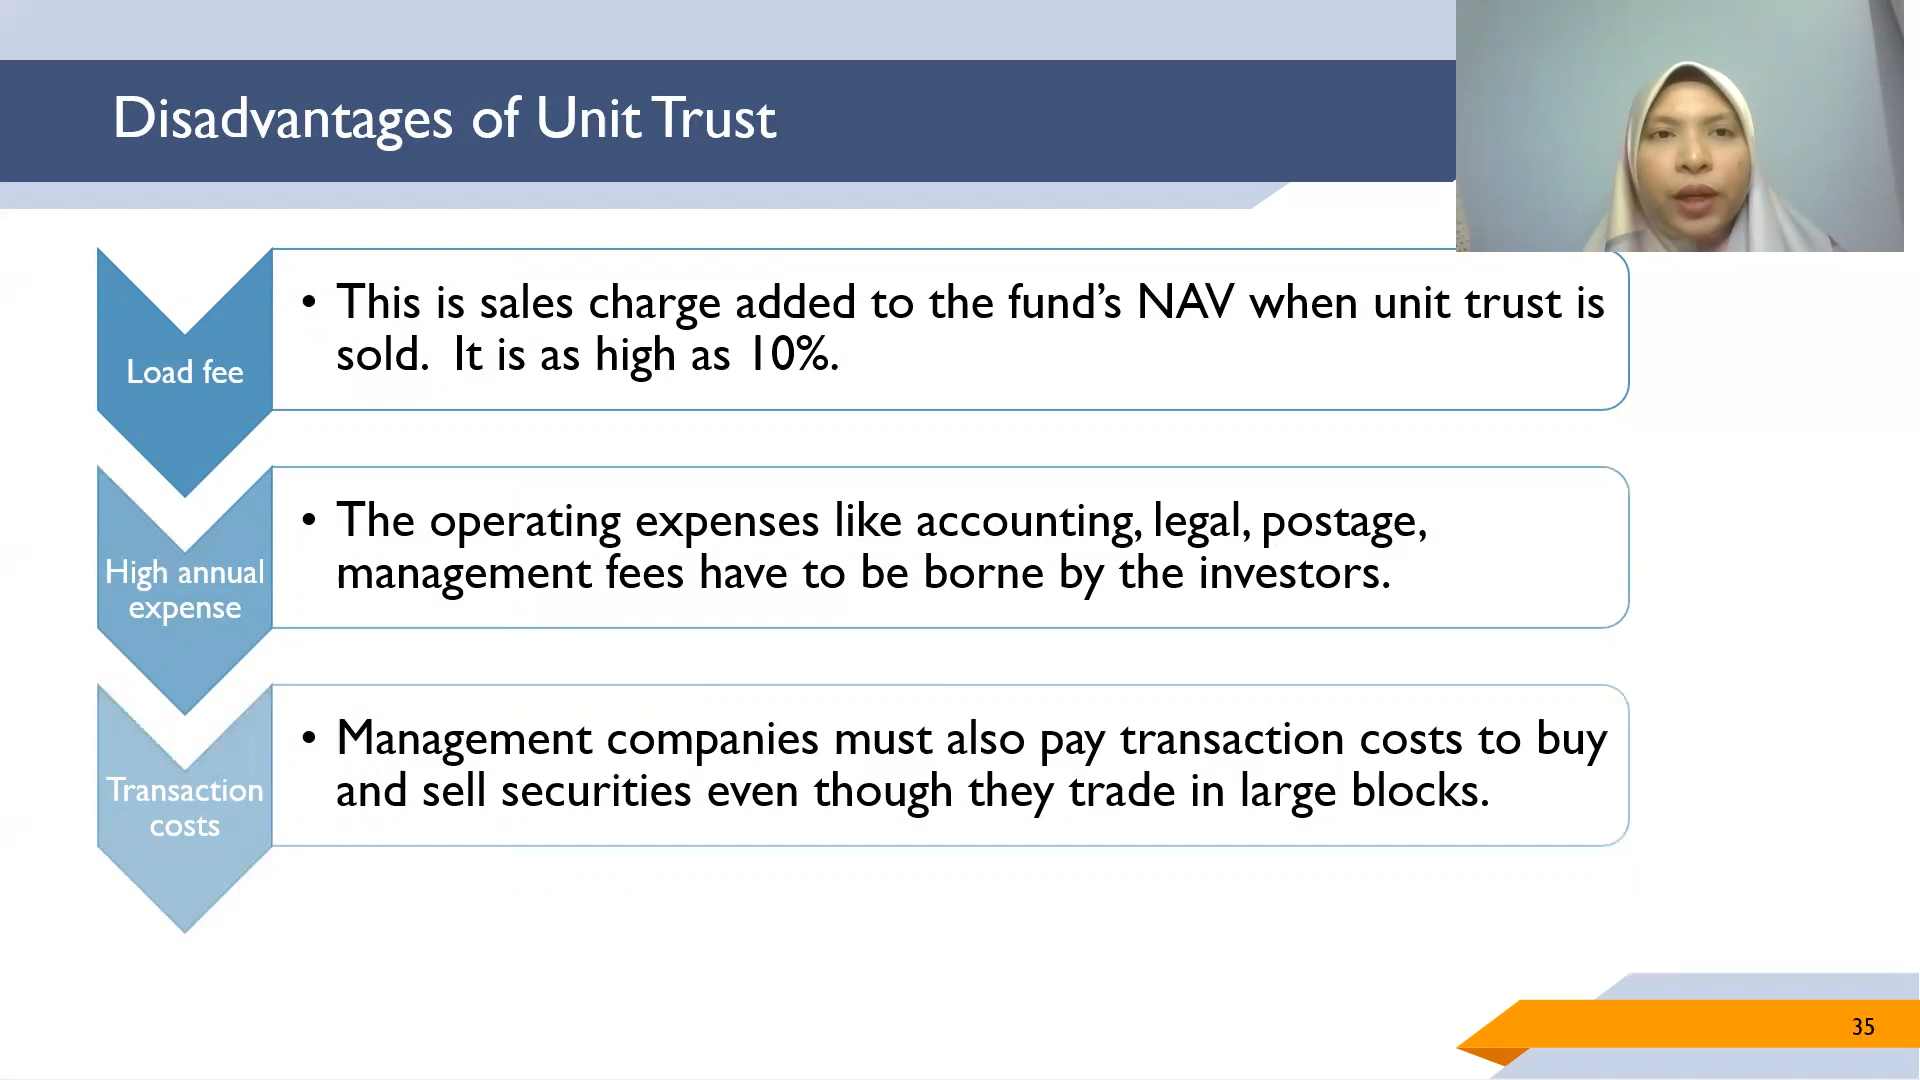 Disadvantages of Unit Trust
Load fee
• This is sales charge added to the fund’s NAV when unit trust is
sold.  It is as high as 10%.
High annual
expense
• The operating expenses like accounting, legal, postage,
management fees have to be borne by the investors.
Transaction
costs
• Management companies must also pay transaction costs to buy
and sell securities even though they trade in large blocks.
35